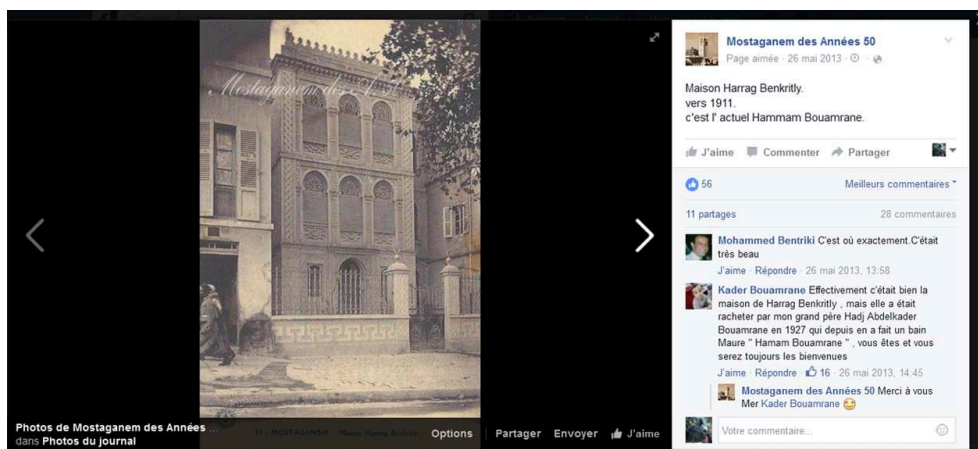 Mostaganem des A
Photos de Mostaganem des Années ...
dans Photos du journal
MOSTAGANEM Maison Harrag Benkritly
Options Partager Envoyer J'aime
Mostaganem des Années 50
Page aimée · 26 mai 2013 ·
Maison Harrag Benkritly.
vers 1911.
c'est l' actuel Hammam Bouamrane.
J'aime Commenter Partager
56 Meilleurs commentaires
11 partages 28 commentaires
Mohammed Bentriki C'est où exactement.C'était
très beau
J'aime · Répondre · 26 mai 2013, 13:58
Kader Bouamrane Effectivement c'était bien la
maison de Harrag Benkritly , mais elle a était
racheter par mon grand père Hadj Abdelkader
Bouamrane en 1927 qui depuis en a fait un bain
Maure " Hamam Bouamrane " , vous êtes et vous
serez toujours les bienvenues
J'aime · Répondre · 16 · 26 mai 2013, 14:45
Mostaganem des Années 50 Merci á vous
Mer Kader Bouamrane
Votre commentaire...